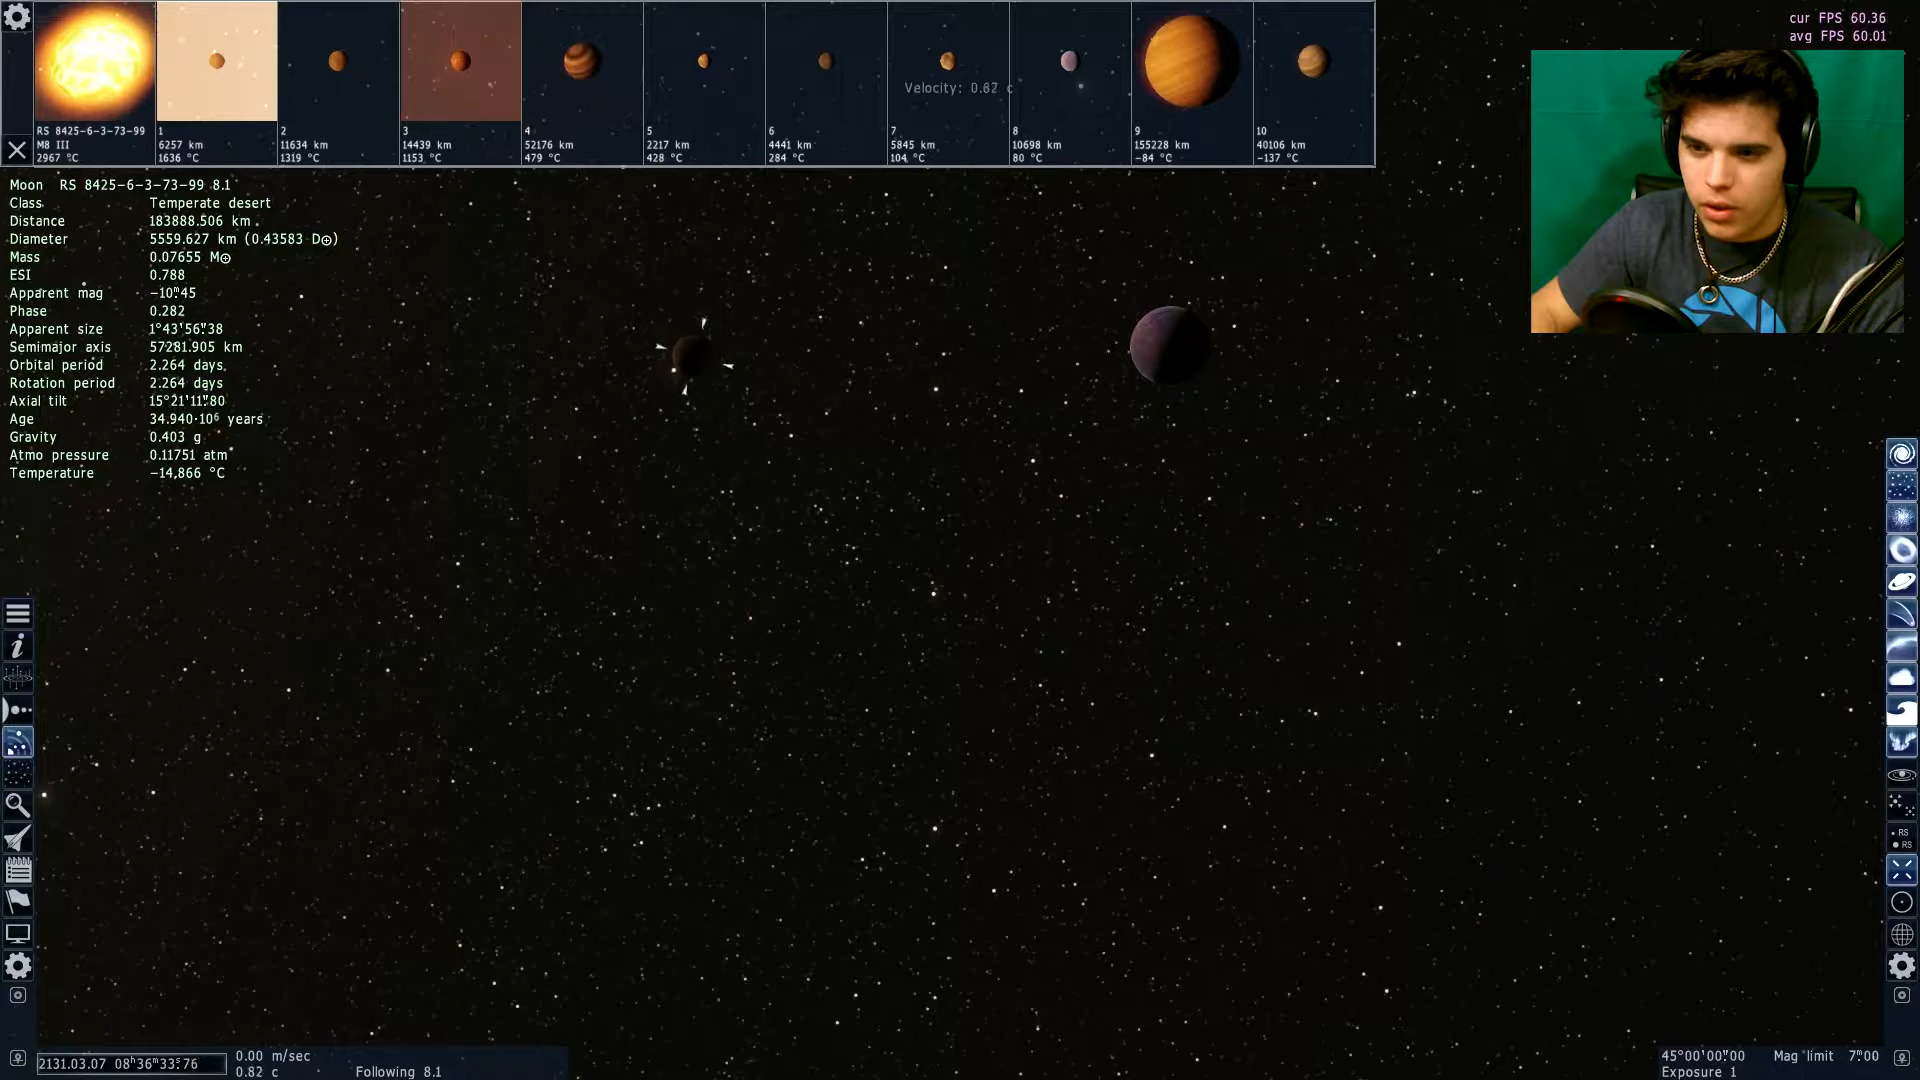 cur FPS 60.36
avg FPS 60.01
Velocity: 0.82 c
RS 8425-6-3-73-99
M8 III
2967 °C
1
6257 km
1636 °C
2
11634 km
1319 °C
3
14439 km
1153 °C
4
52176 km
479 °C
5
2217 km
428 °C
6
4441 km
284 °C
7
5845 km
104 °C
8
10698 km
80 °C
9
155228 km
-84 °C
10
40106 km
-137 °C
Moon RS 8425-6-3-73-99 8.1
Class Temperate desert
Distance 183888.506 km
Diameter 5559.627 km (0.43583 D⊕)
Mass 0.07655 M⊕
ESI 0.788
Apparent mag −10ᵐ45
Phase 0.282
Apparent size 1°43'56"38
Semimajor axis 57281.905 km
Orbital period 2.264 days
Rotation period 2.264 days
Axial tilt 15°21'11"80
Age 34.940·10⁶ years
Gravity 0.403 g
Atmo pressure 0.11751 atm
Temperature −14.866 °C
RS
RS
2131.03.07 08ʰ36ᵐ33ˢ76
0.00 m/sec
0.82 c
Following 8.1
45°00'00"00
Mag limit 7ᵐ00
Exposure 1